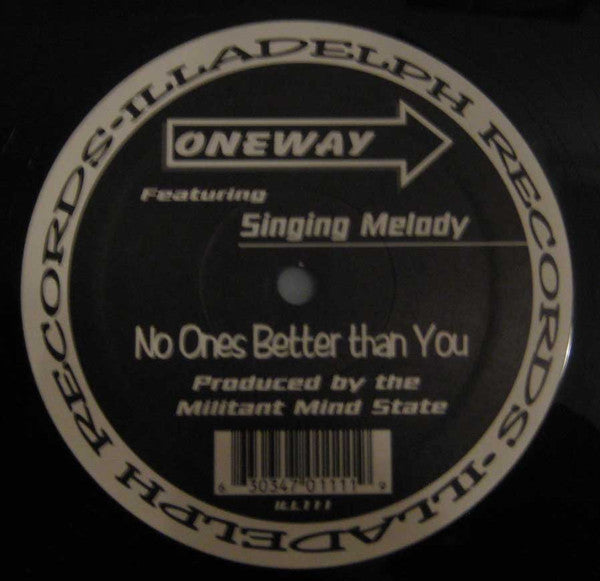 ILLADELPH RECORDS·ILLADELPH RECORDS·
ONEWAY
Featuring
Singing Melody
No Ones Better than You
Produced by the
Militant Mind State
6 30347 01111 9
ILL111